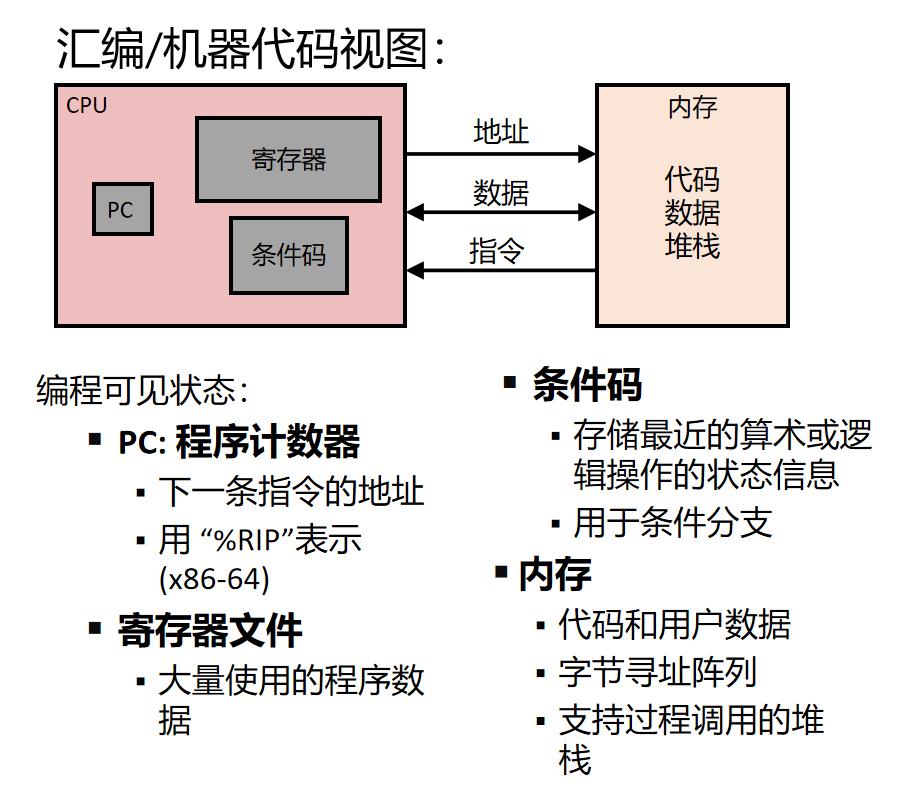 汇编/机器代码视图：
CPU
寄存器
PC
条件码
地址
数据
指令
内存
代码
数据
堆栈
编程可见状态：
▪ PC: 程序计数器
▪ 下一条指令的地址
▪ 用 “%RIP”表示
(x86-64)
▪ 寄存器文件
▪ 大量使用的程序数
据
▪ 条件码
▪ 存储最近的算术或逻
辑操作的状态信息
▪ 用于条件分支
▪ 内存
▪ 代码和用户数据
▪ 字节寻址阵列
▪ 支持过程调用的堆
栈